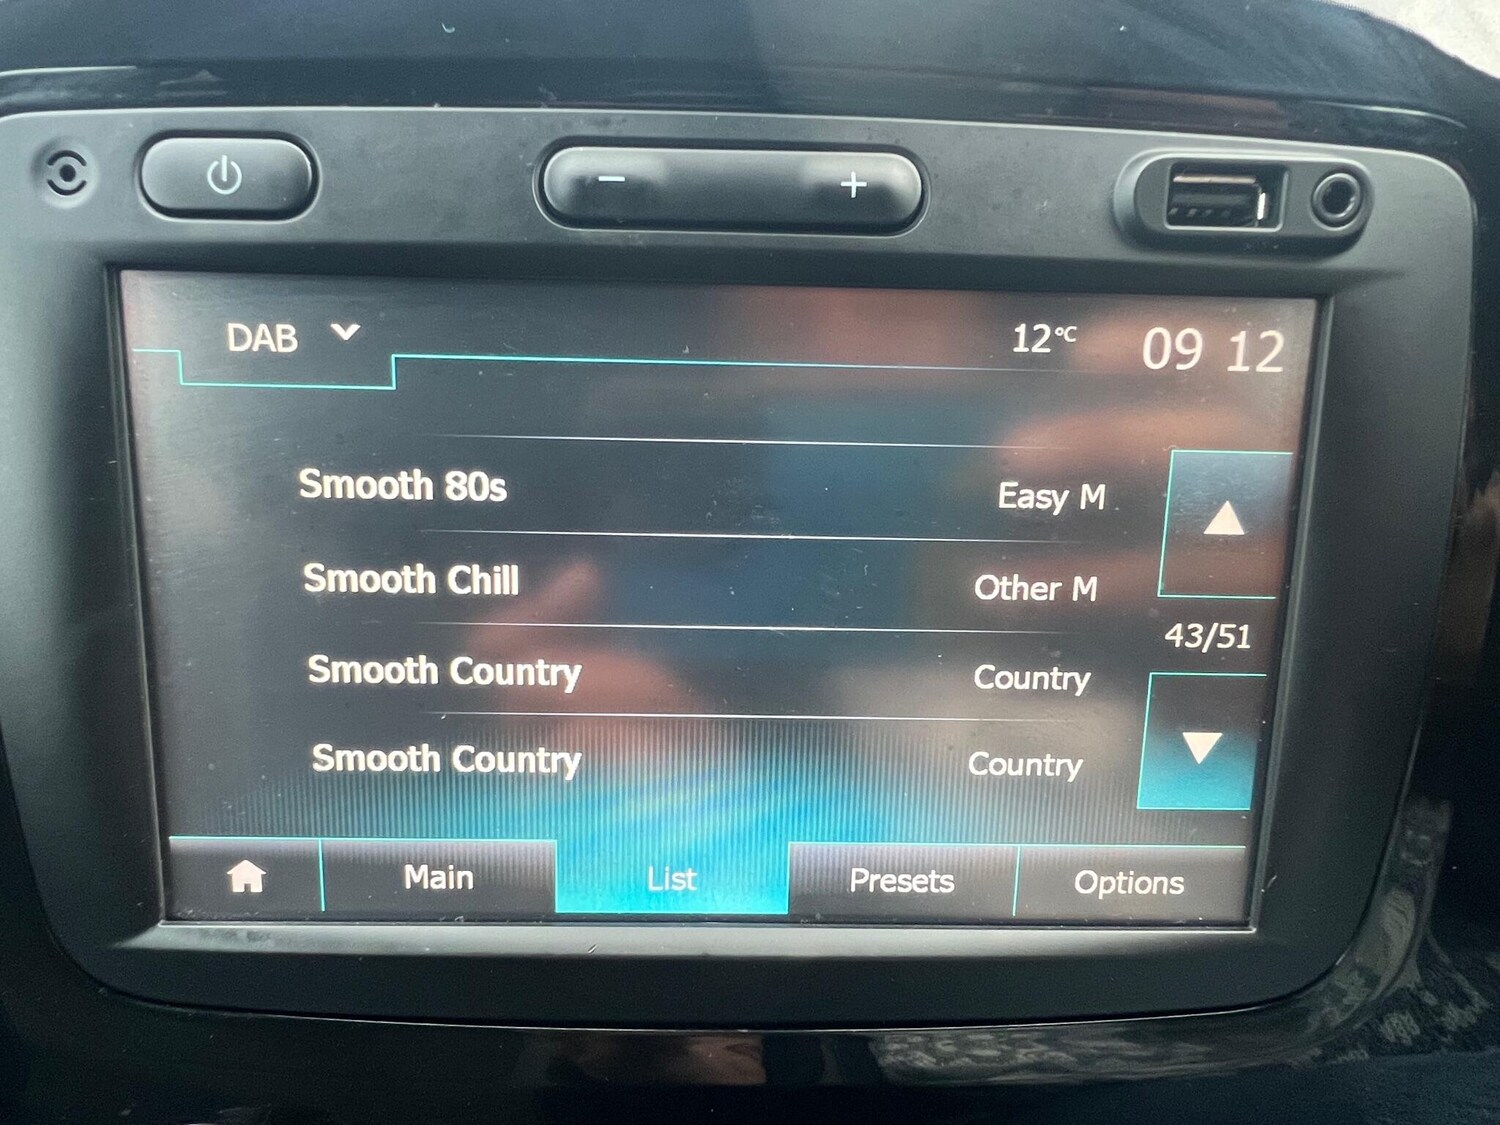 DAB 12°C 09 12
Smooth 80s Easy M
Smooth Chill Other M
43/51
Smooth Country Country
Smooth Country Country
Main List Presets Options